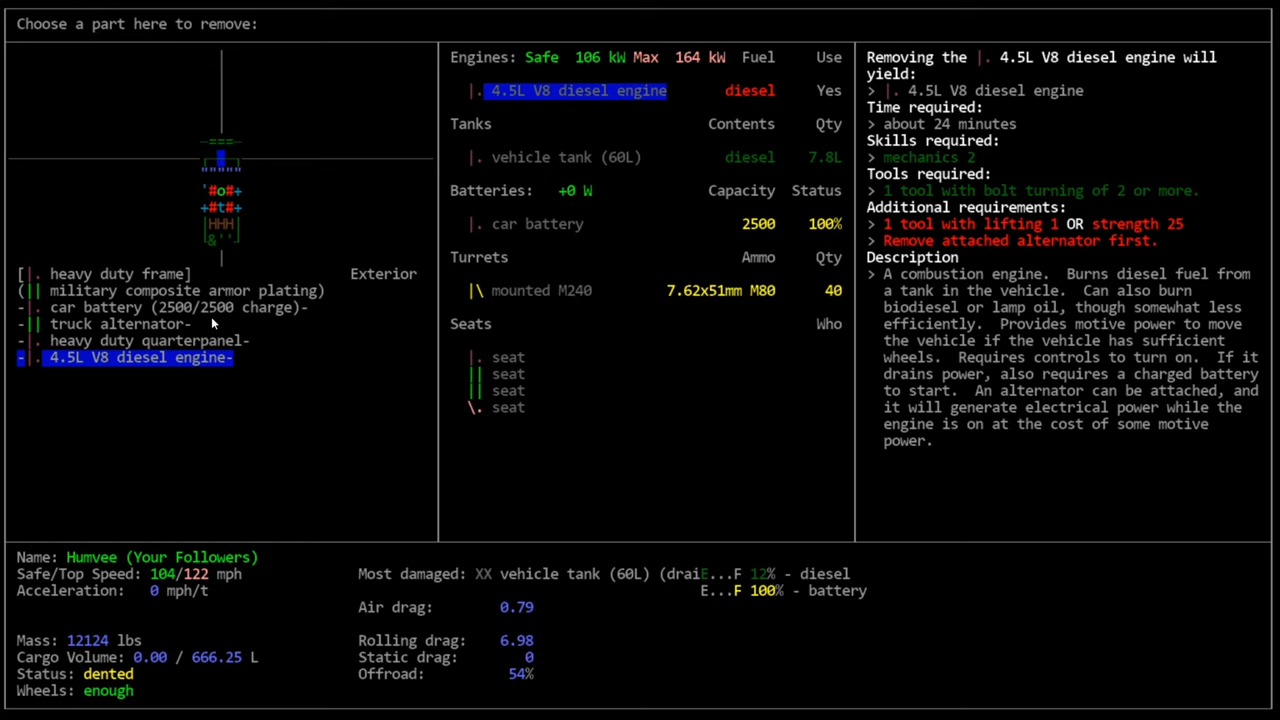 Choose a part here to remove:
-===-
'#o#+
+#t#+
|HHH|
|&''|
[|. heavy duty frame] Exterior
(|| military composite armor plating)
-|. car battery (2500/2500 charge)-
-|| truck alternator-
-|. heavy duty quarterpanel-
-|. 4.5L V8 diesel engine-
Engines: Safe 106 kW Max 164 kW Fuel Use
|. 4.5L V8 diesel engine diesel Yes
Tanks Contents Qty
|. vehicle tank (60L) diesel 7.8L
Batteries: +0 W Capacity Status
|. car battery 2500 100%
Turrets Ammo Qty
|\ mounted M240 7.62x51mm M80 40
Seats Who
|. seat
|| seat
|| seat
\. seat
Removing the |. 4.5L V8 diesel engine will
yield:
> |. 4.5L V8 diesel engine
Time required:
> about 24 minutes
Skills required:
> mechanics 2
Tools required:
> 1 tool with bolt turning of 2 or more.
Additional requirements:
> 1 tool with lifting 1 OR strength 25
> Remove attached alternator first.
Description
> A combustion engine. Burns diesel fuel from
a tank in the vehicle. Can also burn
biodiesel or lamp oil, though somewhat less
efficiently. Provides motive power to move
the vehicle if the vehicle has sufficient
wheels. Requires controls to turn on. If it
drains power, also requires a charged battery
to start. An alternator can be attached, and
it will generate electrical power while the
engine is on at the cost of some motive
power.
Name: Humvee (Your Followers)
Safe/Top Speed: 104/122 mph
Acceleration: 0 mph/t
Mass: 12124 lbs
Cargo Volume: 0.00 / 666.25 L
Status: dented
Wheels: enough
Most damaged: XX vehicle tank (60L) (draiE...F 12% - diesel
E...F 100% - battery
Air drag: 0.79
Rolling drag: 6.98
Static drag: 0
Offroad: 54%